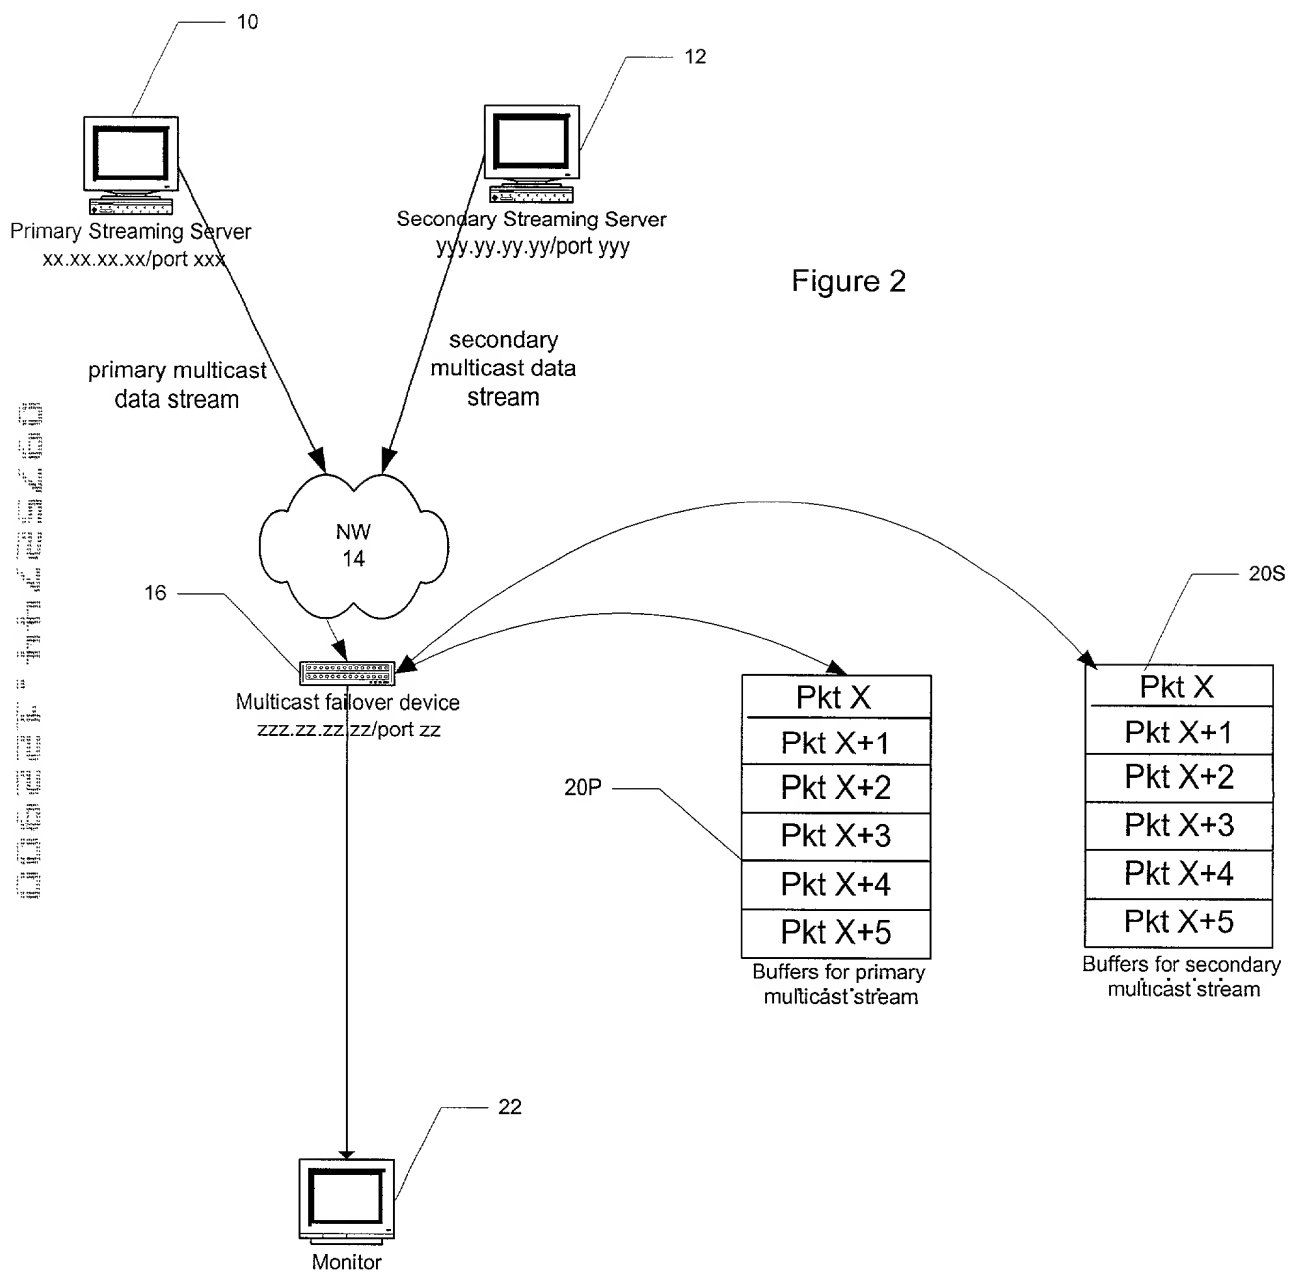 10
12
Primary Streaming Server
xx.xx.xx.xx/port xxx
Secondary Streaming Server
yyy.yy.yy.yy/port yyy
Figure 2
primary multicast
data stream
secondary
multicast data
stream
NW
14
16
Multicast failover device
zzz.zz.zz.zz/port zz
20S
20P
Pkt X
Pkt X+1
Pkt X+2
Pkt X+3
Pkt X+4
Pkt X+5
Buffers for primary
multicast stream
Pkt X
Pkt X+1
Pkt X+2
Pkt X+3
Pkt X+4
Pkt X+5
Buffers for secondary
multicast stream
22
Monitor